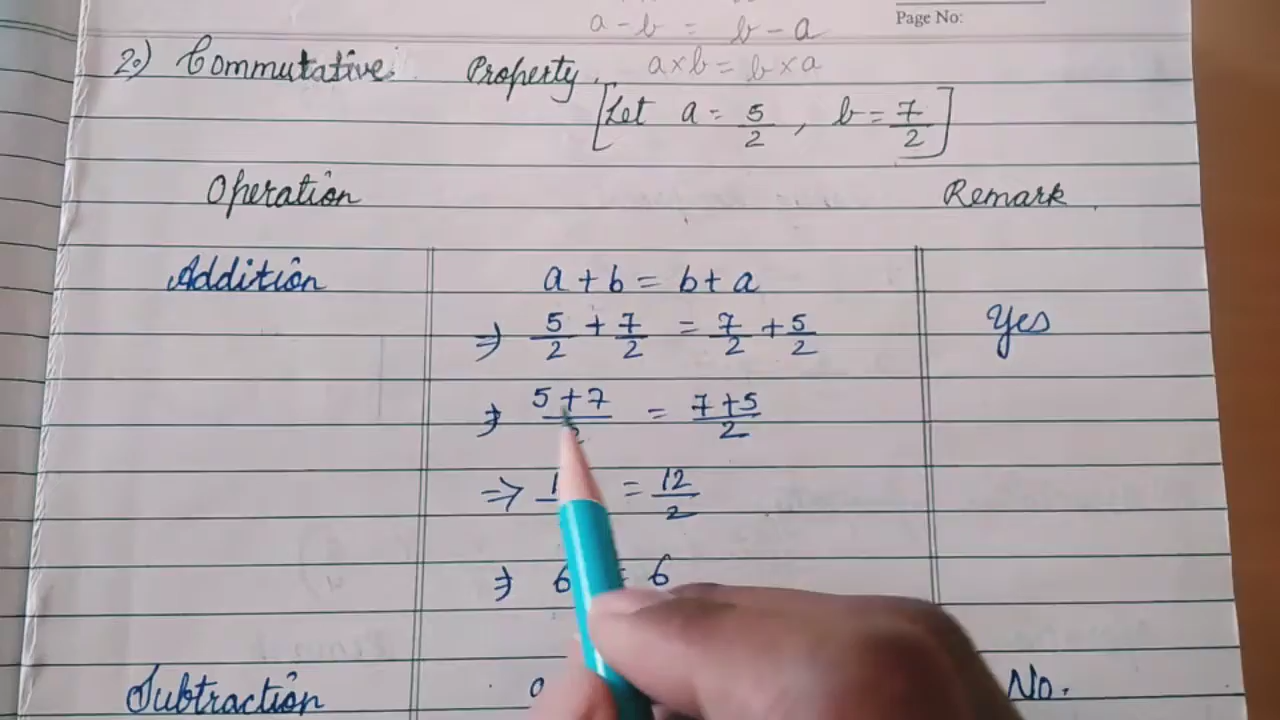 a - b = b - a
Page No:
2.) Commutative Property. a × b = b × a
[Let a = 5/2 , b = 7/2]
Operation Remark
Addition a + b = b + a
⇒ 5/2 + 7/2 = 7/2 + 5/2 Yes
⇒ 5+7/2 = 7+5/2
⇒ = 12/2
⇒ 6 = 6
Subtraction No.